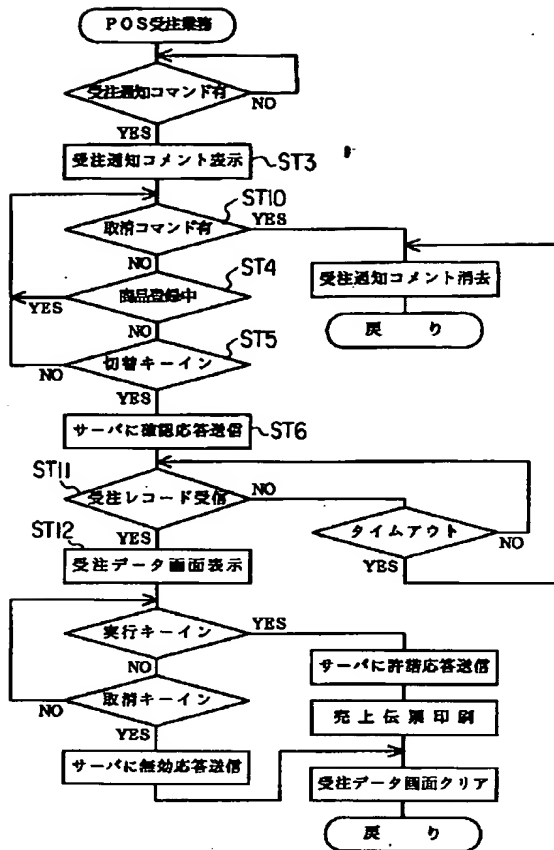 POS受注業務
受注通知コマンド有
NO
YES
受注通知コメント表示
ST3
ST10
取消コマンド有
YES
NO
受注通知コメント消去
ST4
商品登録中
YES
NO
戻り
ST5
切替キーイン
NO
YES
サーバに確認応答送信
ST6
ST11
受注レコード受信
NO
YES
タイムアウト
NO
YES
ST12
受注データ画面表示
実行キーイン
YES
NO
サーバに許諾応答送信
取消キーイン
NO
YES
売上伝票印刷
サーバに無効応答送信
受注データ画面クリア
戻り